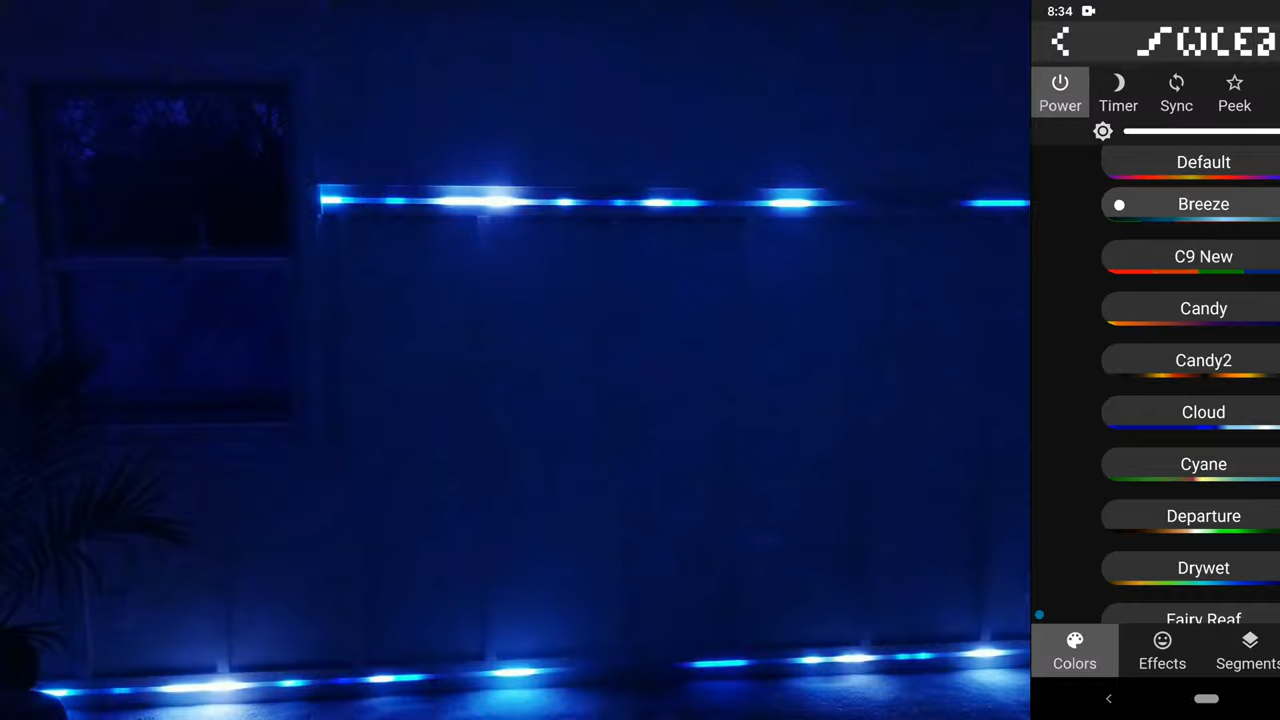 8:34
Power
Timer
Sync
Peek
Default
Breeze
C9 New
Candy
Candy2
Cloud
Cyane
Departure
Drywet
Fairy Reaf
Colors
Effects
Segments